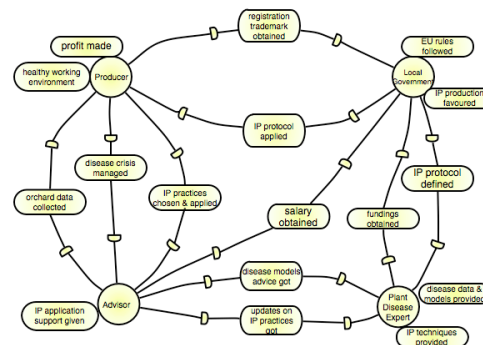 registration
trademark
obtained
profit made
EU rules
followed
healthy working
environment
Producer
Local
Government
IP production
favoured
IP protocol
applied
disease crisis
managed
IP protocol
defined
orchard data
collected
IP practices
chosen & applied
salary
obtained
fundings
obtained
disease models
advice got
disease data &
models provided
Advisor
Plant
Disease
Expert
IP application
support given
updates on
IP practices
got
IP techniques
provided